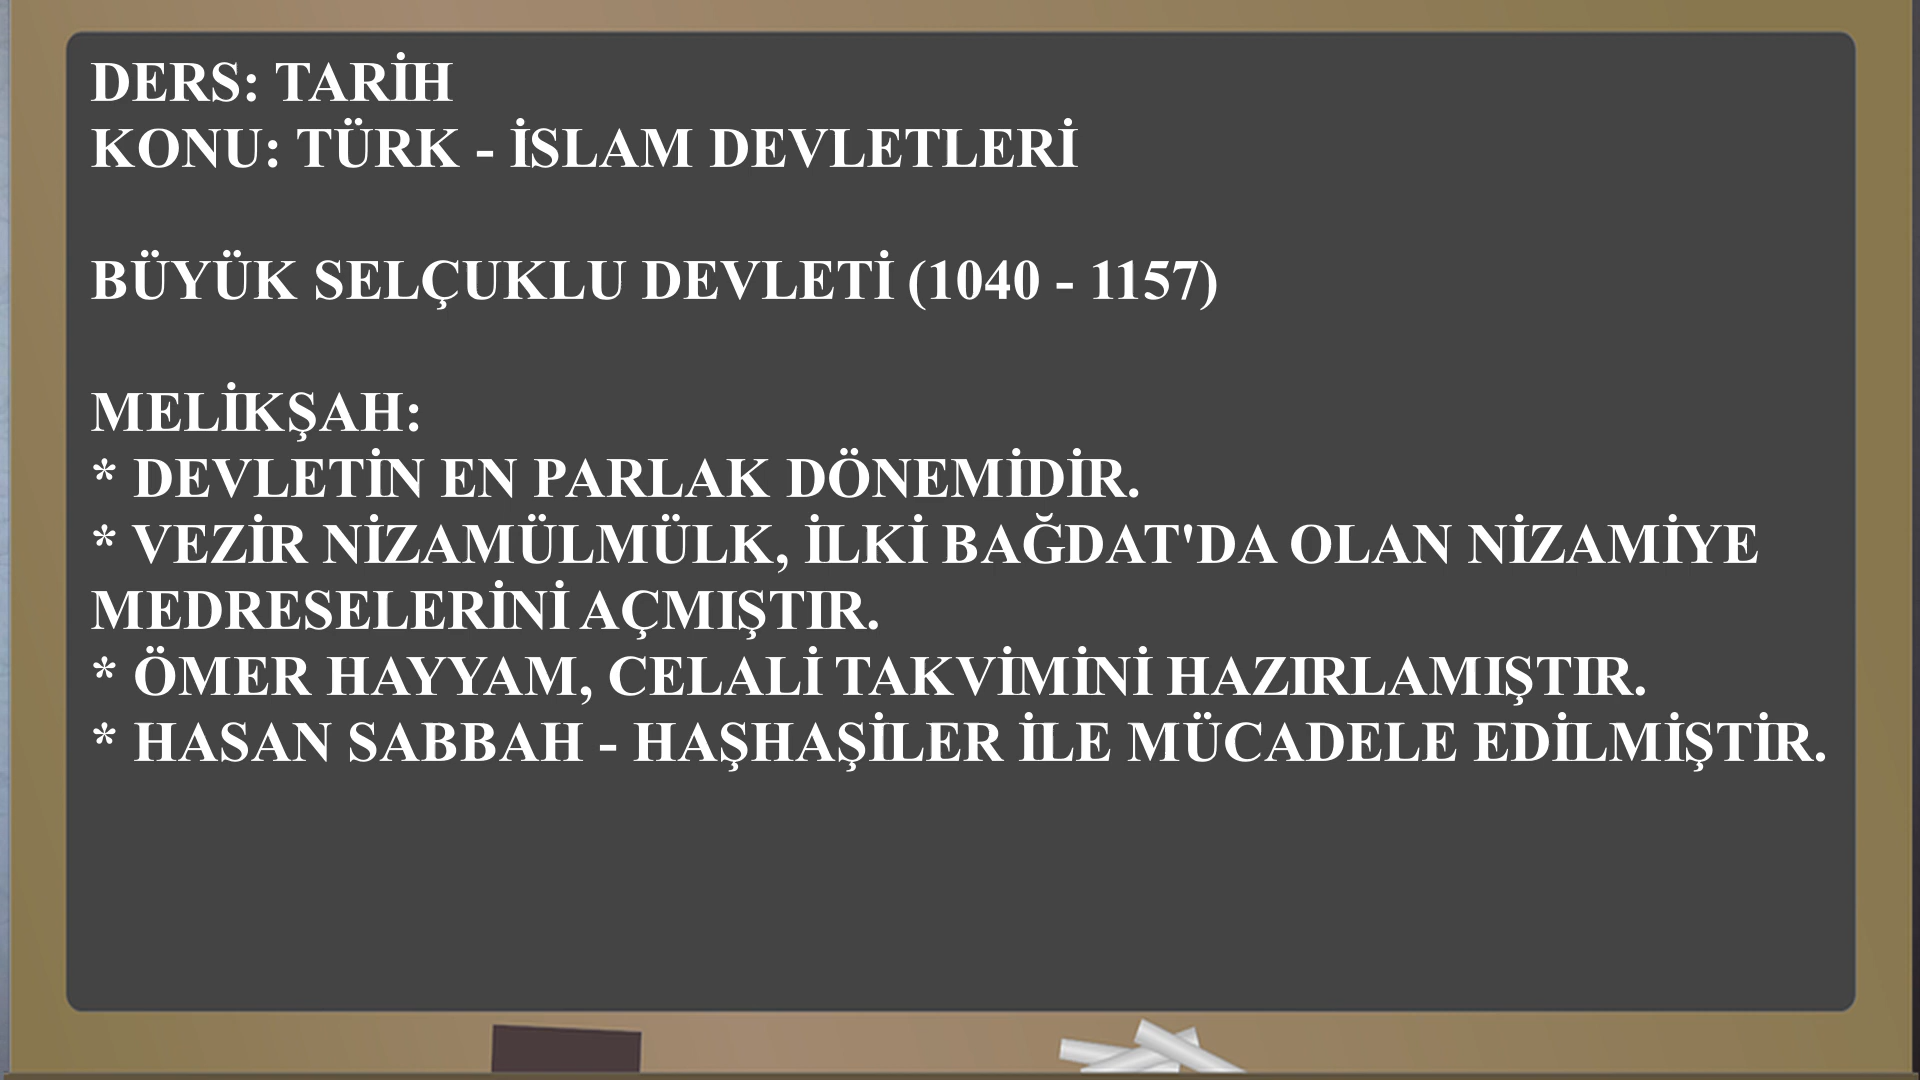 DERS: TARİH
KONU: TÜRK - İSLAM DEVLETLERİ
BÜYÜK SELÇUKLU DEVLETİ (1040 - 1157)
MELİKŞAH:
* DEVLETİN EN PARLAK DÖNEMİDİR.
* VEZİR NİZAMÜLMÜLK, İLKİ BAĞDAT'DA OLAN NİZAMİYE
MEDRESELERİNİ AÇMIŞTIR.
* ÖMER HAYYAM, CELALİ TAKVİMİNİ HAZIRLAMIŞTIR.
* HASAN SABBAH - HAŞHAŞİLER İLE MÜCADELE EDİLMİŞTİR.